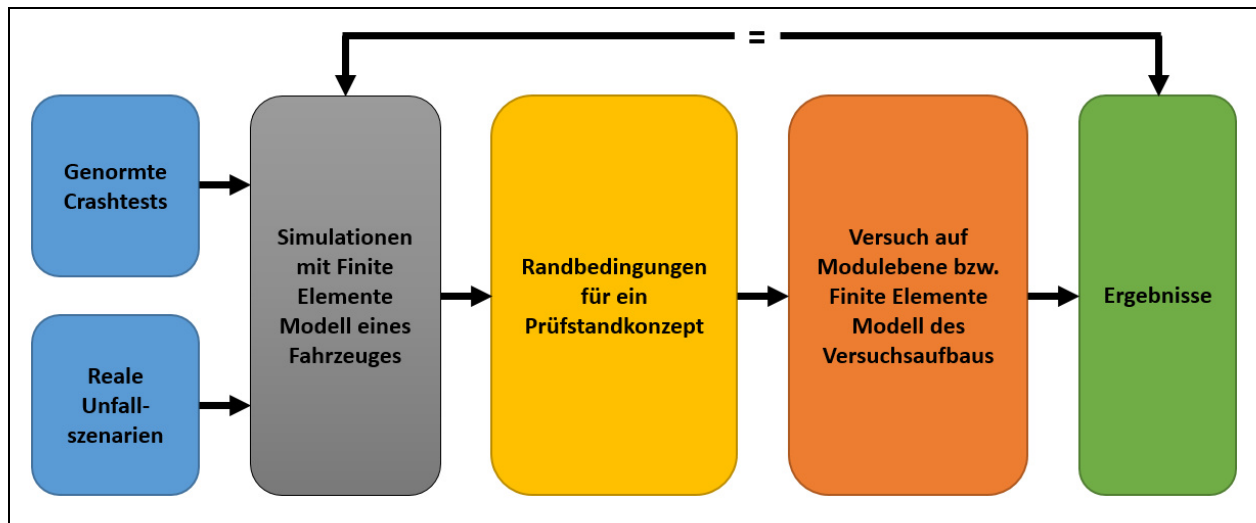 =
Genormte
Crashtests
Reale
Unfall-
szenarien
Simulationen
mit Finite
Elemente
Modell eines
Fahrzeuges
Randbedingungen
für ein
Prüfstandkonzept
Versuch auf
Modulebene bzw.
Finite Elemente
Modell des
Versuchsaufbaus
Ergebnisse